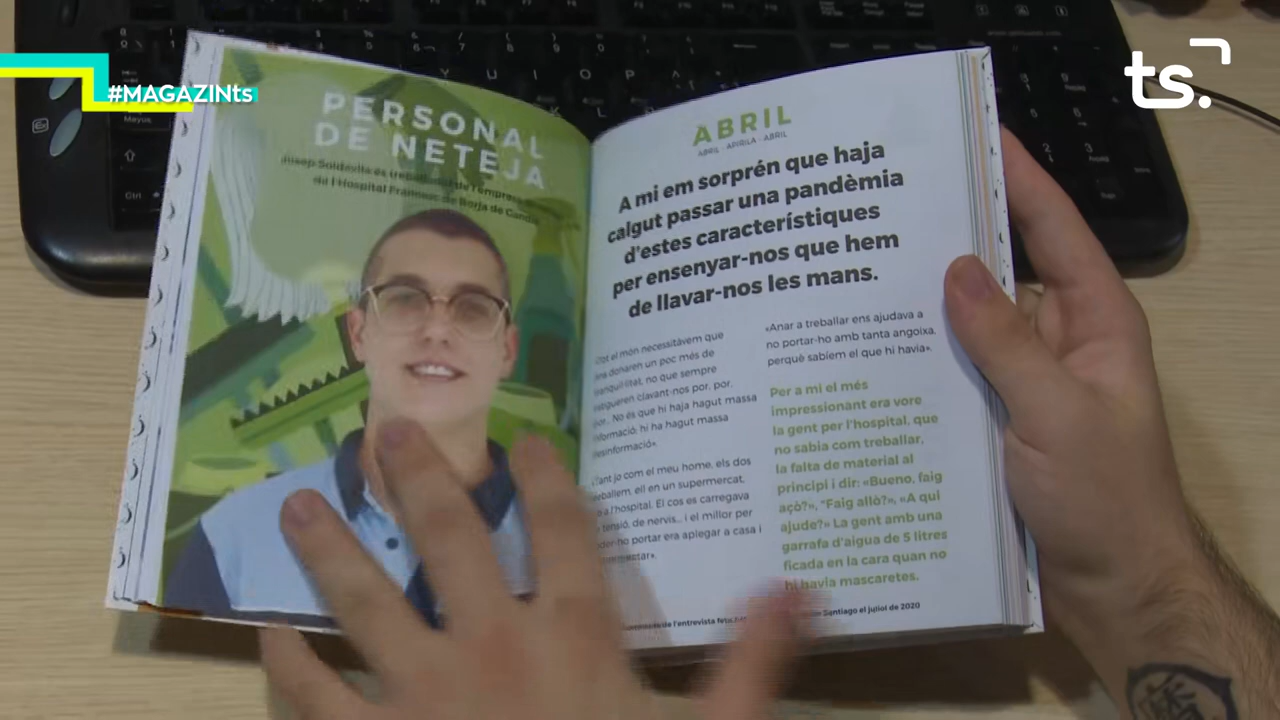 #MAGAZINts
ts.
PERSONAL
DE NETEJA
Josep Soldevila és treballador de l'empresa
de l'Hospital Francesc de Borja de Gandia
ABRIL
ABRIL · APIRILA · ABRIL
A mi em sorprén que haja
calgut passar una pandèmia
d'estes característiques
per ensenyar-nos que hem
de llavar-nos les mans.
el món necessitàvem que
ens donaren un poc més de
tranquil·litat, no que sempre
estigueren clavant-nos por, por,
por... No és que hi haja hagut massa
informació; hi ha hagut massa
desinformació».
Tant jo com el meu home, els dos
treballem, ell en un supermercat,
jo a l'hospital. El cos es carregava
tensió, de nervis... i el millor per
poder-ho portar era aplegar a casa i
«Anar a treballar ens ajudava a
no portar-ho amb tanta angoixa,
perquè sabíem el que hi havia».
Per a mi el més
impressionant era vore
la gent per l'hospital, que
no sabia com treballar,
la falta de material al
principi i dir: «Bueno, faig
açò?», "Faig allò?», «A qui
ajude?» La gent amb una
garrafa d'aigua de 5 litres
ficada en la cara quan no
hi havia mascaretes.
de l'entrevista Santiago el juliol de 2020